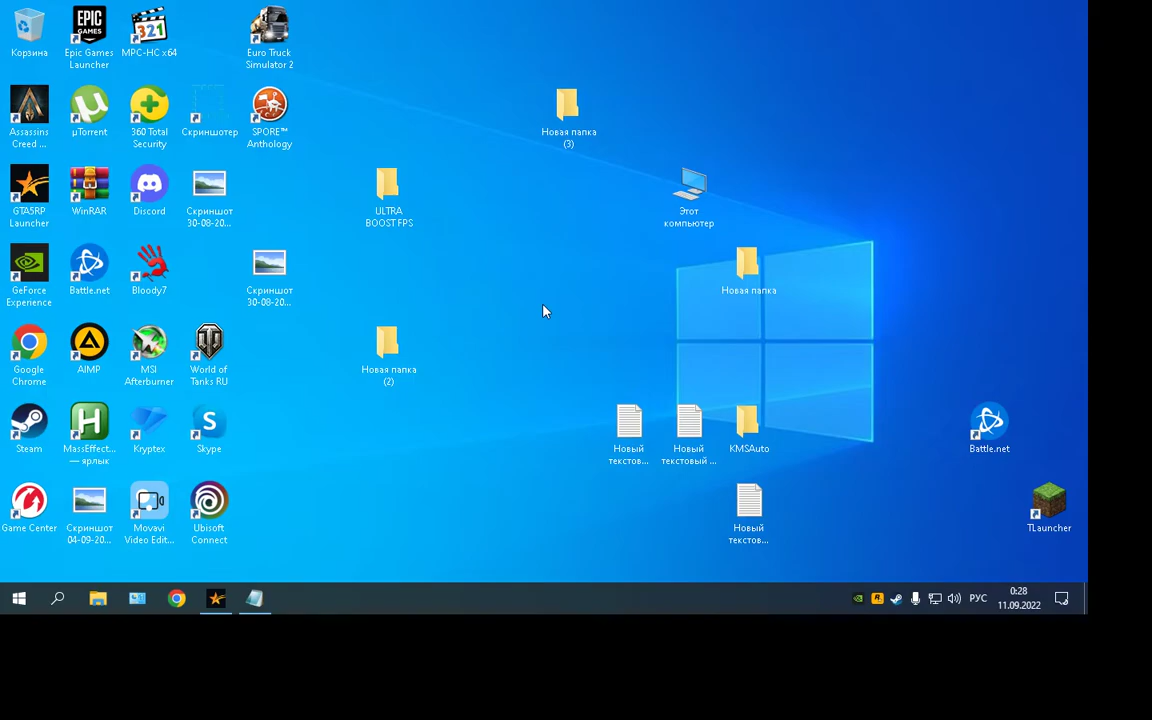 Корзина
Epic Games
Launcher
MPC-HC x64
Euro Truck
Simulator 2
Assassins
Creed ...
µTorrent
360 Total
Security
Скриншотер
SPORE™
Anthology
Новая папка
(3)
GTA5RP
Launcher
WinRAR
Discord
Скриншот
30-08-20...
ULTRA
BOOST FPS
Этот
компьютер
GeForce
Experience
Battle.net
Bloody7
Скриншот
30-08-20...
Новая папка
Google
Chrome
AIMP
MSI
Afterburner
World of
Tanks RU
Новая папка
(2)
Steam
MassEffect...
— ярлык
Kryptex
Skype
Новый
текстов...
Новый
текстовый ...
KMSAuto
Battle.net
Game Center
Скриншот
04-09-20...
Movavi
Video Edit...
Ubisoft
Connect
Новый
текстов...
TLauncher
РУС
0:28
11.09.2022